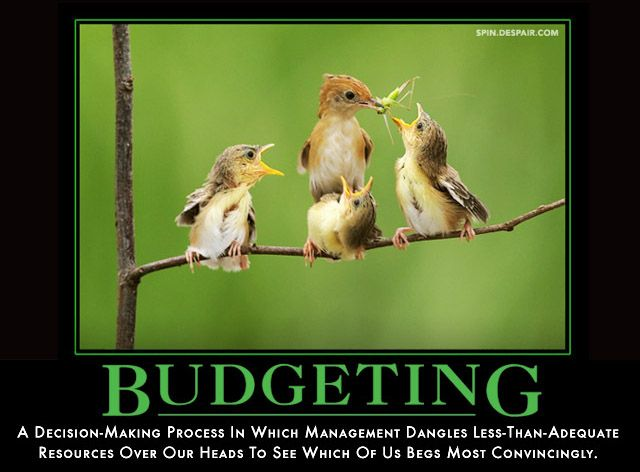 SPIN.DESPAIR.COM
BUDGETING
A Decision-Making Process In Which Management Dangles Less-Than-Adequate
Resources Over Our Heads To See Which Of Us Begs Most Convincingly.